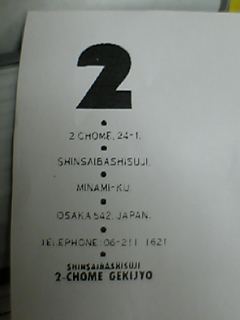 2
2 CHOME, 24-1,
SHINSAIBASHISUJI,
MINAMI-KU,
OSAKA 542, JAPAN.
TELEPHONE: 06-211-1621
SHINSAIBASHISUJI
2-CHOME GEKIJYO